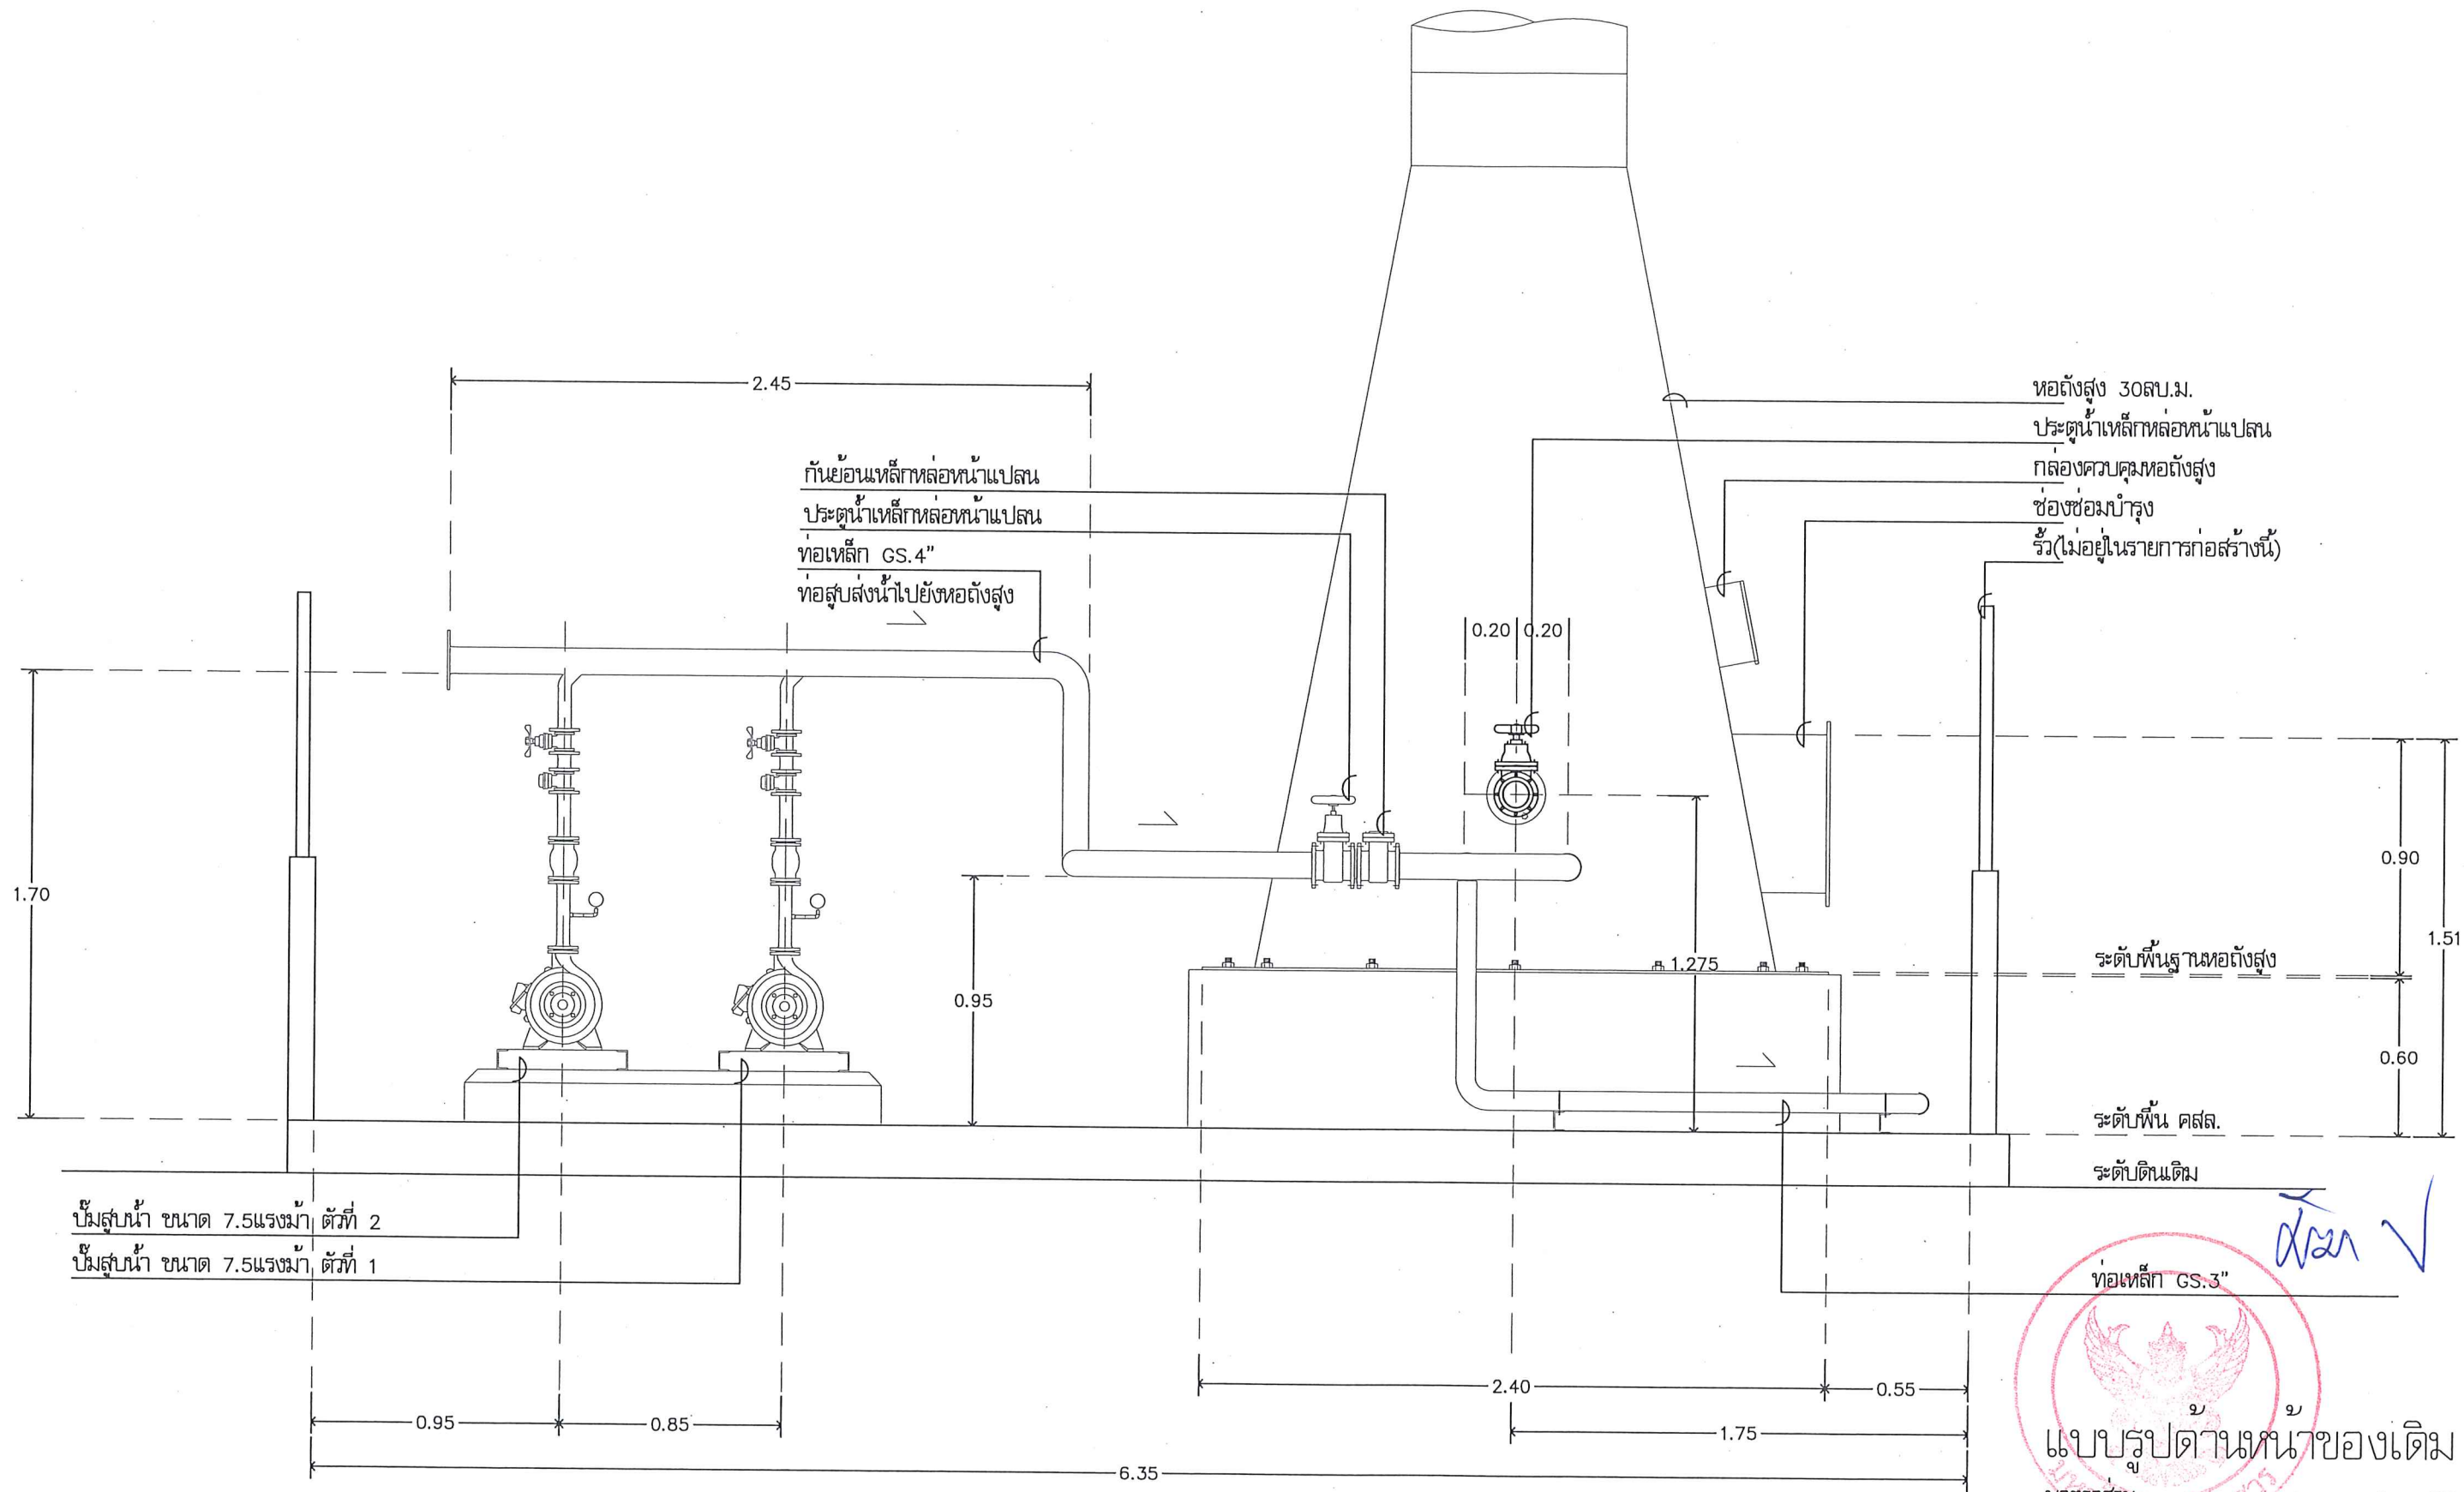 2.45
หอถังสูง 30ลบ.ม.
ประตูน้ำเหล็กหล่อหน้าแปลน
กล่องควบคุมหอถังสูง
ช่องซ่อมบำรุง
รั้ว(ไม่อยู่ในรายการก่อสร้างนี้)
กันย้อนเหล็กหล่อหน้าแปลน
ประตูน้ำเหล็กหล่อหน้าแปลน
ท่อเหล็ก GS.4"
ท่อสูบส่งน้ำไปยังหอถังสูง
0.20 0.20
1.70
0.90
1.51
ระดับพื้นฐานหอถังสูง
1.275
0.95
0.60
ระดับพื้น คสล.
ระดับดินเดิม
ปั๊มสูบน้ำ ขนาด 7.5แรงม้า ตัวที่ 2
ปั๊มสูบน้ำ ขนาด 7.5แรงม้า ตัวที่ 1
ท่อเหล็ก GS.3"
2.40
0.55
0.95
0.85
1.75
แบบรูปด้านหน้าของเดิม
6.35